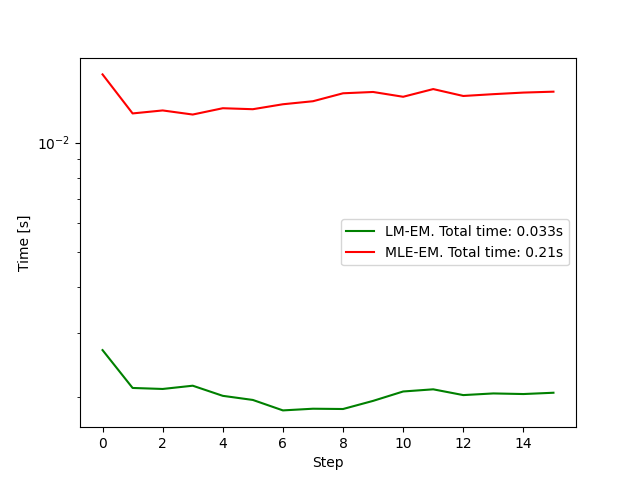 10⁻²
Time [s]
LM-EM. Total time: 0.033s
MLE-EM. Total time: 0.21s
0 2 4 6 8 10 12 14
Step